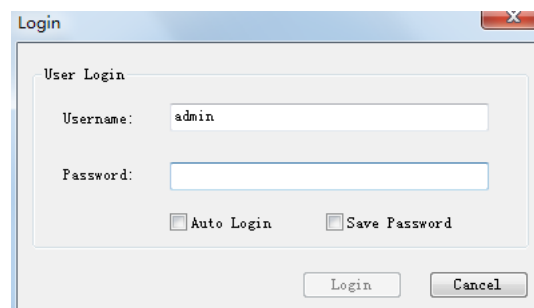 Login
User Login
Username: admin
Password:
Auto Login Save Password
Login Cancel